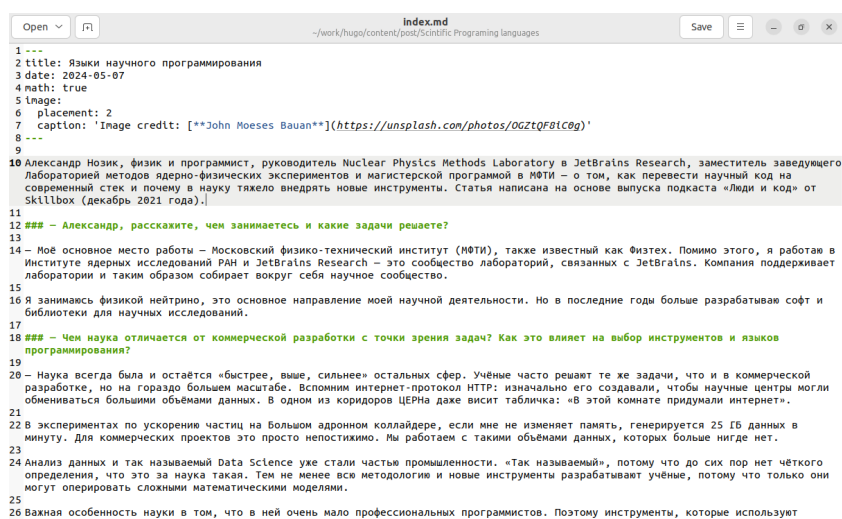 Open
index.md
~/work/hugo/content/post/Scintific Programing languages
Save
1 ---
2 title: Языки научного программирования
3 date: 2024-05-07
4 math: true
5 image:
6   placement: 2
7   caption: 'Image credit: [**John Moeses Bauan**](https://unsplash.com/photos/OGZtQF8iC0g)'
8 ---
9
10 Александр Нозик, физик и программист, руководитель Nuclear Physics Methods Laboratory в JetBrains Research, заместитель заведующего
Лабораторией методов ядерно-физических экспериментов и магистерской программой в МФТИ — о том, как перевести научный код на
современный стек и почему в науку тяжело внедрять новые инструменты. Статья написана на основе выпуска подкаста «Люди и код» от
Skillbox (декабрь 2021 года).
11
12 ### — Александр, расскажите, чем занимаетесь и какие задачи решаете?
13
14 — Моё основное место работы — Московский физико-технический институт (МФТИ), также известный как Физтех. Помимо этого, я работаю в
Институте ядерных исследований РАН и JetBrains Research — это сообщество лабораторий, связанных с JetBrains. Компания поддерживает
лаборатории и таким образом собирает вокруг себя научное сообщество.
15
16 Я занимаюсь физикой нейтрино, это основное направление моей научной деятельности. Но в последние годы больше разрабатываю софт и
библиотеки для научных исследований.
17
18 ### — Чем наука отличается от коммерческой разработки с точки зрения задач? Как это влияет на выбор инструментов и языков
программирования?
19
20 — Наука всегда была и остаётся «быстрее, выше, сильнее» остальных сфер. Учёные часто решают те же задачи, что и в коммерческой
разработке, но на гораздо большем масштабе. Вспомним интернет-протокол HTTP: изначально его создавали, чтобы научные центры могли
обмениваться большими объёмами данных. В одном из коридоров ЦЕРНа даже висит табличка: «В этой комнате придумали интернет».
21
22 В экспериментах по ускорению частиц на Большом адронном коллайдере, если мне не изменяет память, генерируется 25 ГБ данных в
минуту. Для коммерческих проектов это просто непостижимо. Мы работаем с такими объёмами данных, которых больше нигде нет.
23
24 Анализ данных и так называемый Data Science уже стали частью промышленности. «Так называемый», потому что до сих пор нет чёткого
определения, что это за наука такая. Тем не менее всю методологию и новые инструменты разрабатывают учёные, потому что только они
могут оперировать сложными математическими моделями.
25
26 Важная особенность науки в том, что в ней очень мало профессиональных программистов. Поэтому инструменты, которые используют